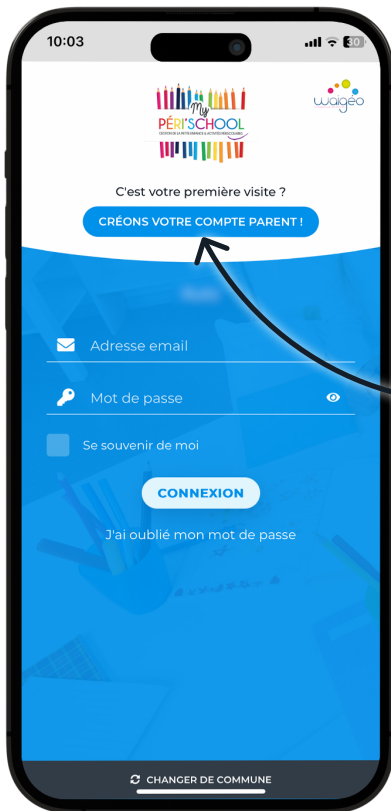 10:03
30
My
PÉRI'SCHOOL
waigéo
C'est votre première visite ?
CRÉONS VOTRE COMPTE PARENT !
Adresse email
Mot de passe
Se souvenir de moi
CONNEXION
J'ai oublié mon mot de passe
CHANGER DE COMMUNE